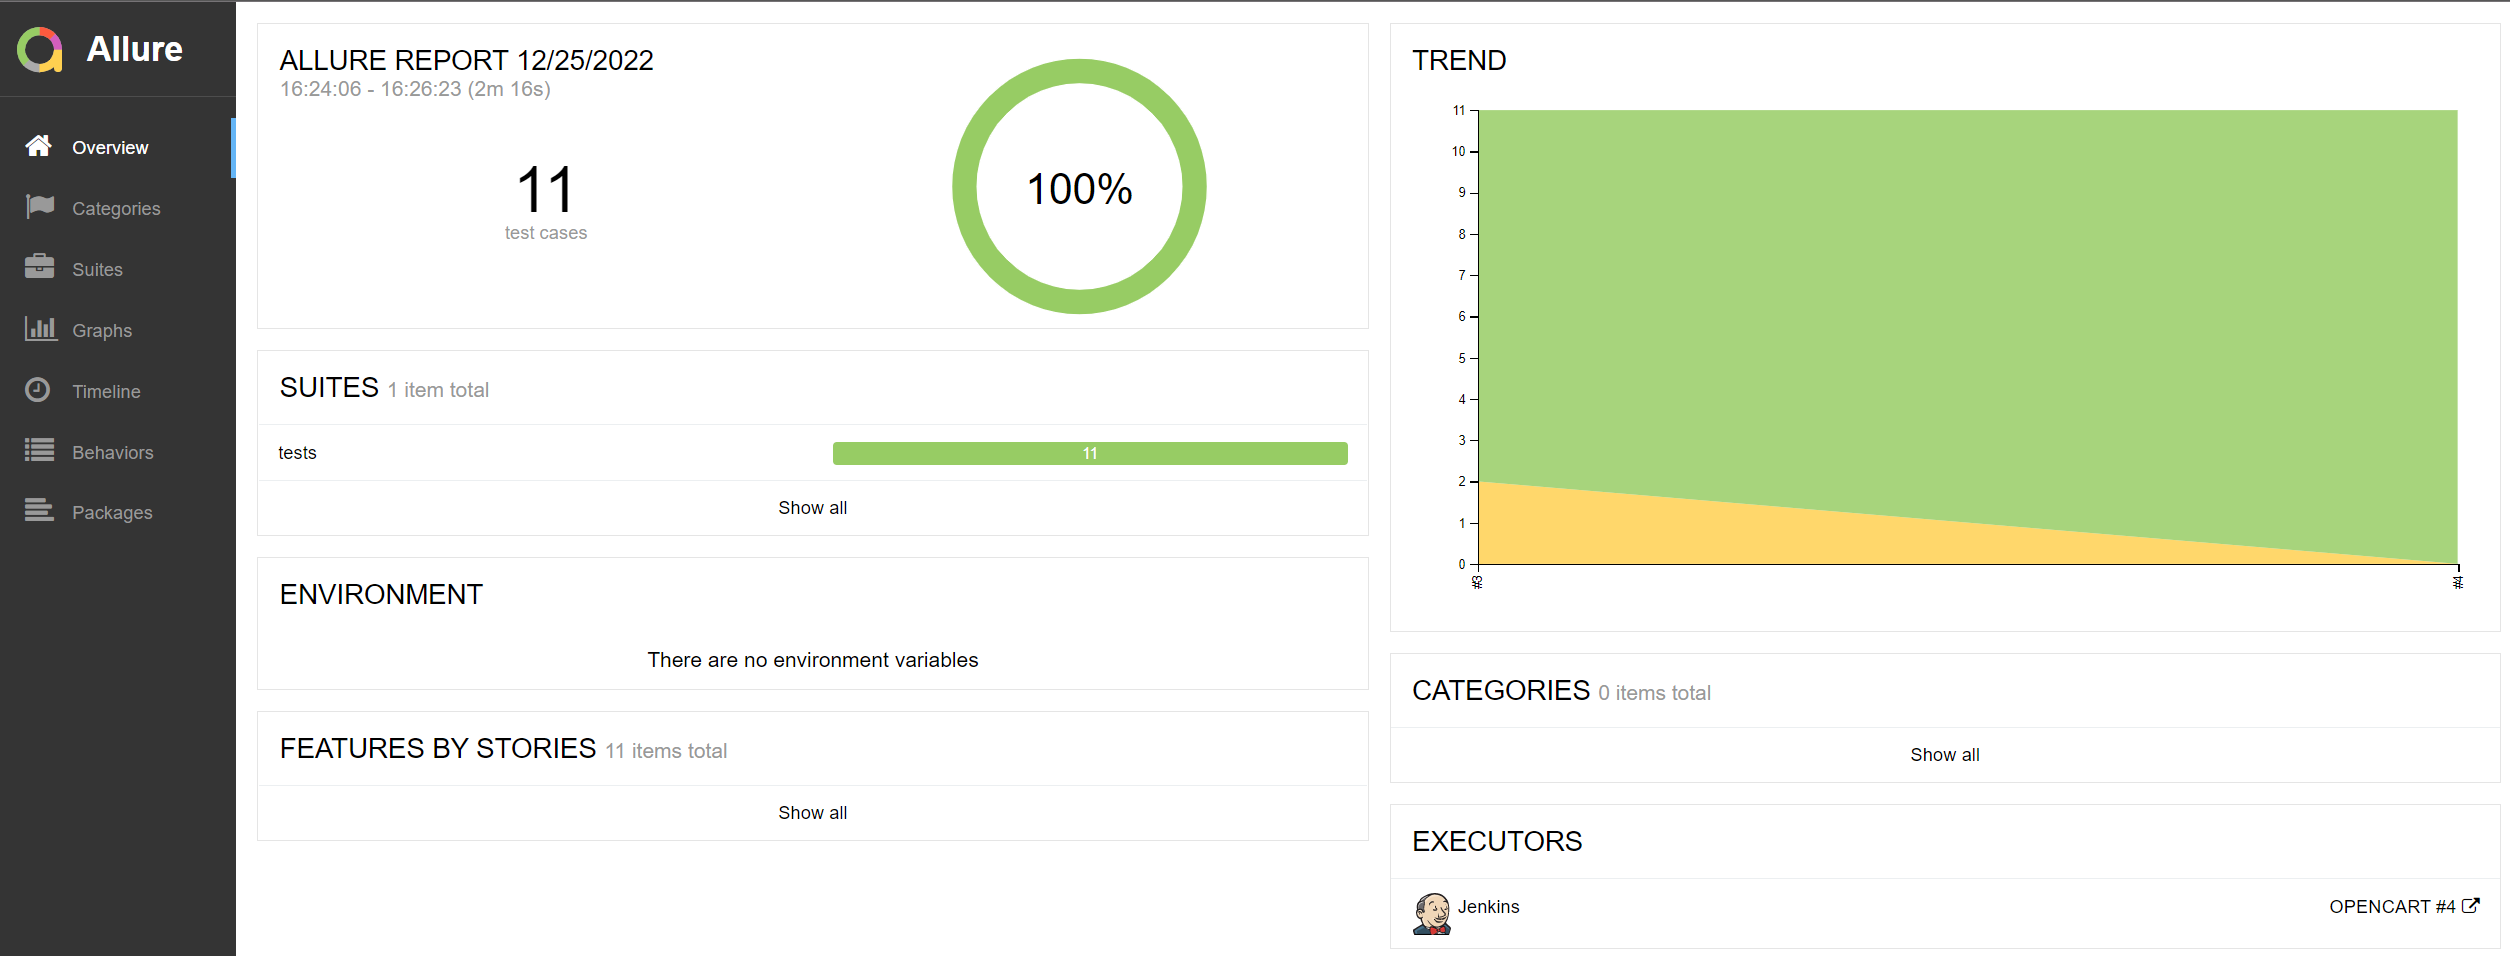 Allure
Overview
Categories
Suites
Graphs
Timeline
Behaviors
Packages
ALLURE REPORT 12/25/2022
16:24:06 - 16:26:23 (2m 16s)
11
test cases
100%
SUITES 1 item total
tests 11
Show all
ENVIRONMENT
There are no environment variables
FEATURES BY STORIES 11 items total
Show all
TREND
11
10
9
8
7
6
5
4
3
2
1
0
#3 #4
CATEGORIES 0 items total
Show all
EXECUTORS
Jenkins OPENCART #4